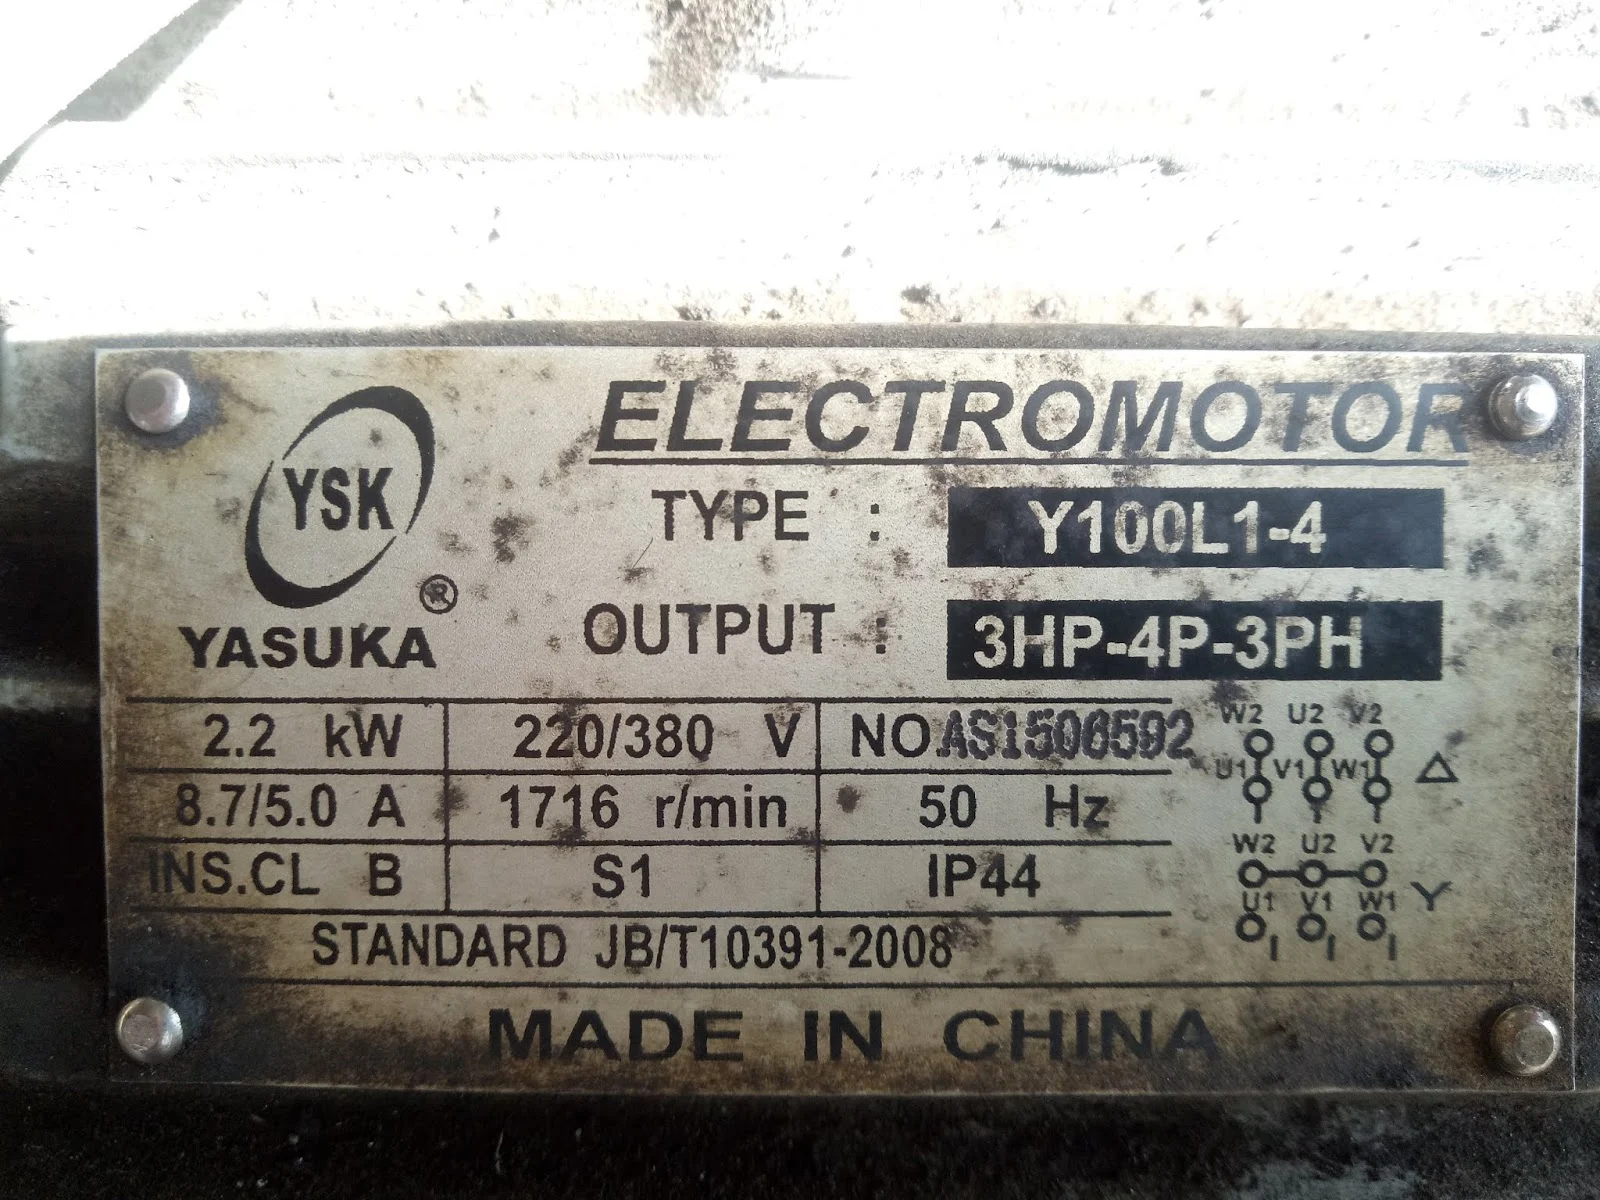 YSK
YASUKA ®
ELECTROMOTOR
TYPE : Y100L1-4
OUTPUT : 3HP-4P-3PH
2.2 kW 220/380 V NO.AS1506592
8.7/5.0 A 1716 r/min 50 Hz
INS.CL B S1 IP44
STANDARD JB/T10391-2008
W2 U2 V2
U1 V1 W1 △
W2 U2 V2
U1 V1 W1 Y
MADE IN CHINA